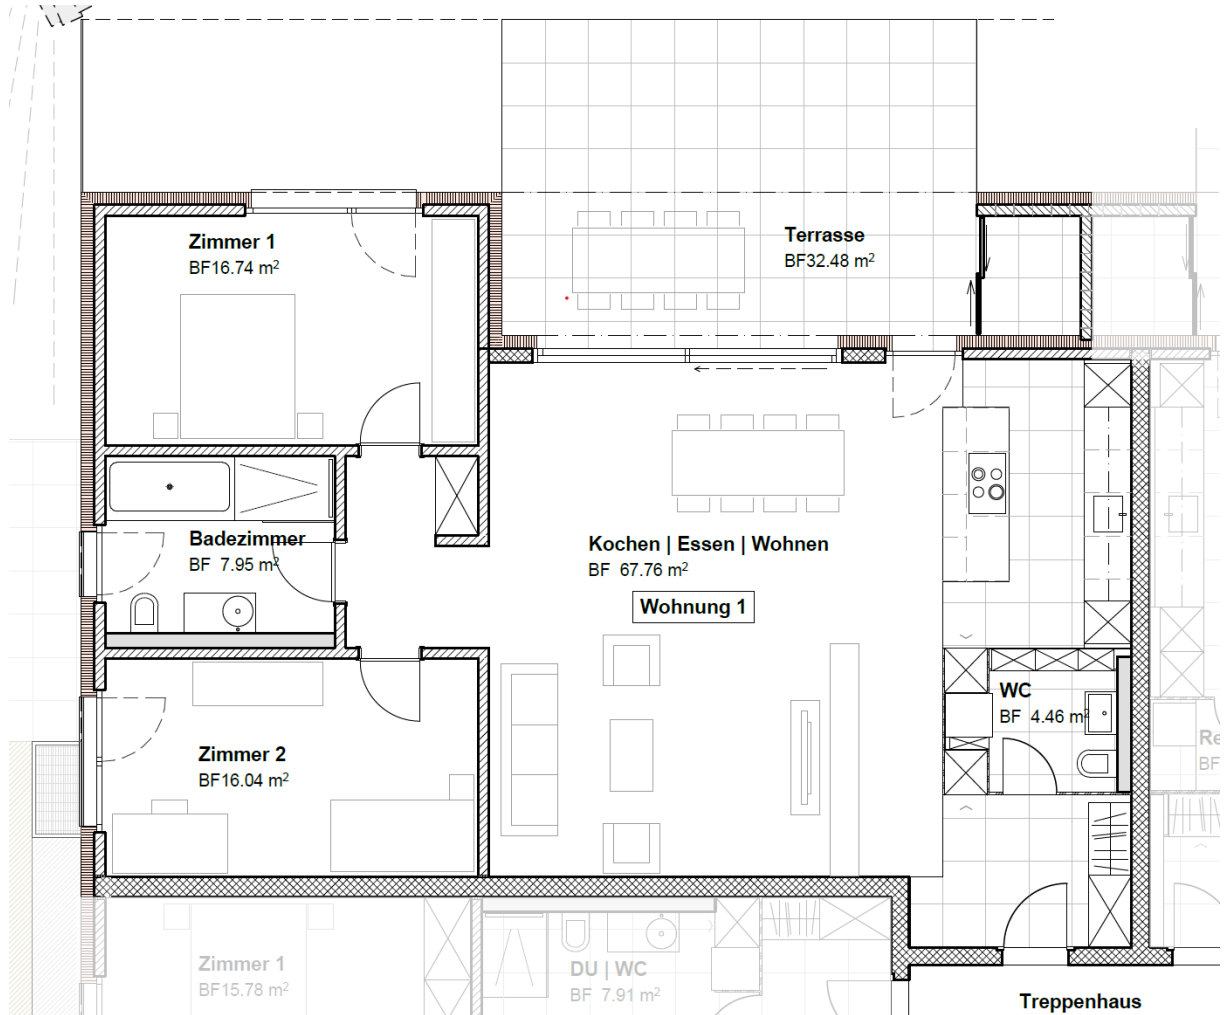 Zimmer 1
BF16.74 m²
Terrasse
BF32.48 m²
Badezimmer
BF 7.95 m²
Kochen | Essen | Wohnen
BF 67.76 m²
Wohnung 1
WC
BF 4.46 m²
Re
BF
Zimmer 2
BF16.04 m²
Zimmer 1
BF15.78 m²
DU | WC
BF 7.91 m²
Treppenhaus